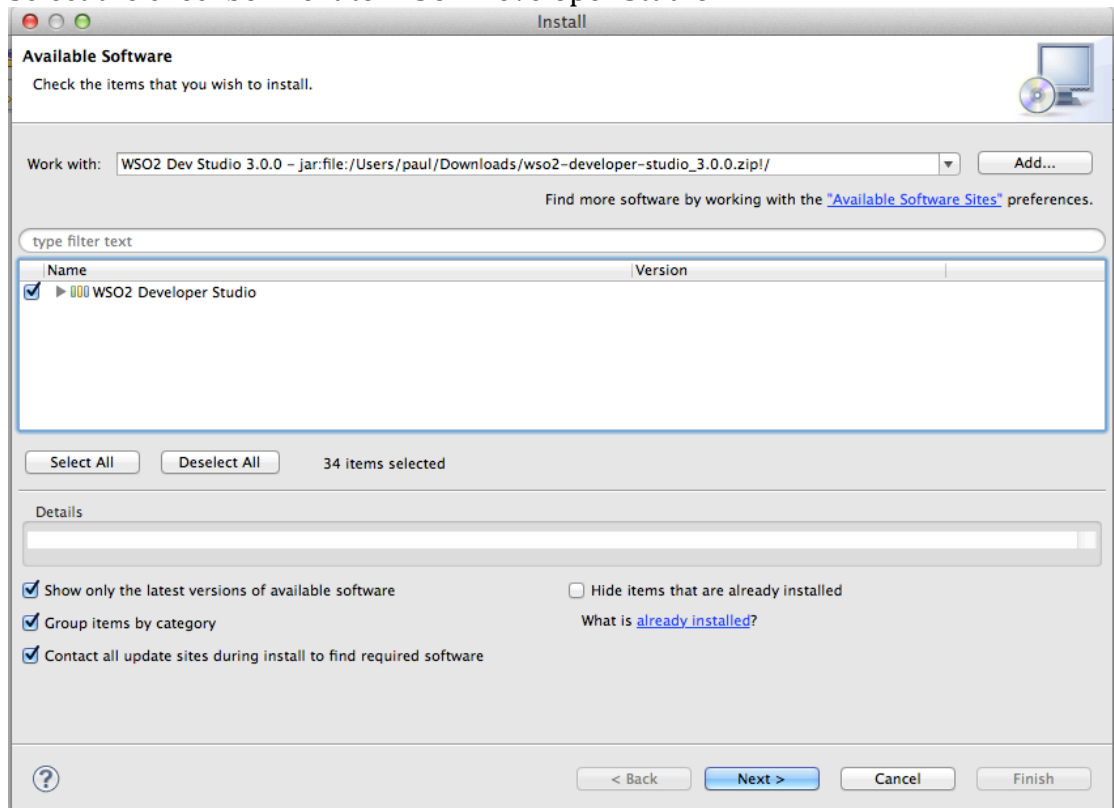 Install
Available Software
Check the items that you wish to install.
Work with: WSO2 Dev Studio 3.0.0 – jar:file:/Users/paul/Downloads/wso2-developer-studio_3.0.0.zip!/ Add...
Find more software by working with the "Available Software Sites" preferences.
type filter text
Name Version
WSO2 Developer Studio
Select All Deselect All 34 items selected
Details
Show only the latest versions of available software Hide items that are already installed
Group items by category What is already installed?
Contact all update sites during install to find required software
? < Back Next > Cancel Finish